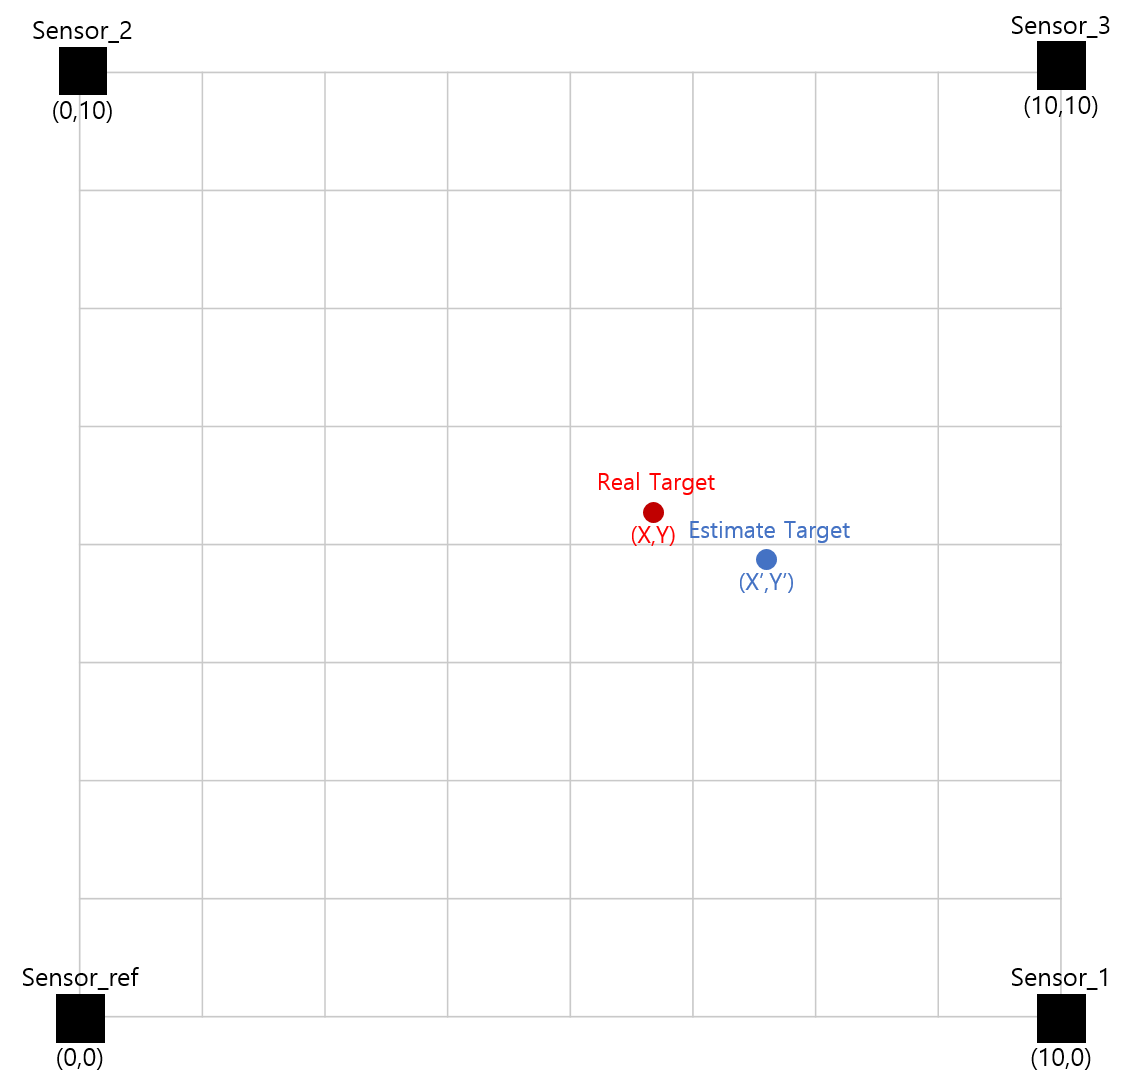 Sensor_2
(0,10)
Sensor_3
(10,10)
Real Target
(X,Y)
Estimate Target
(X’,Y’)
Sensor_ref
(0,0)
Sensor_1
(10,0)